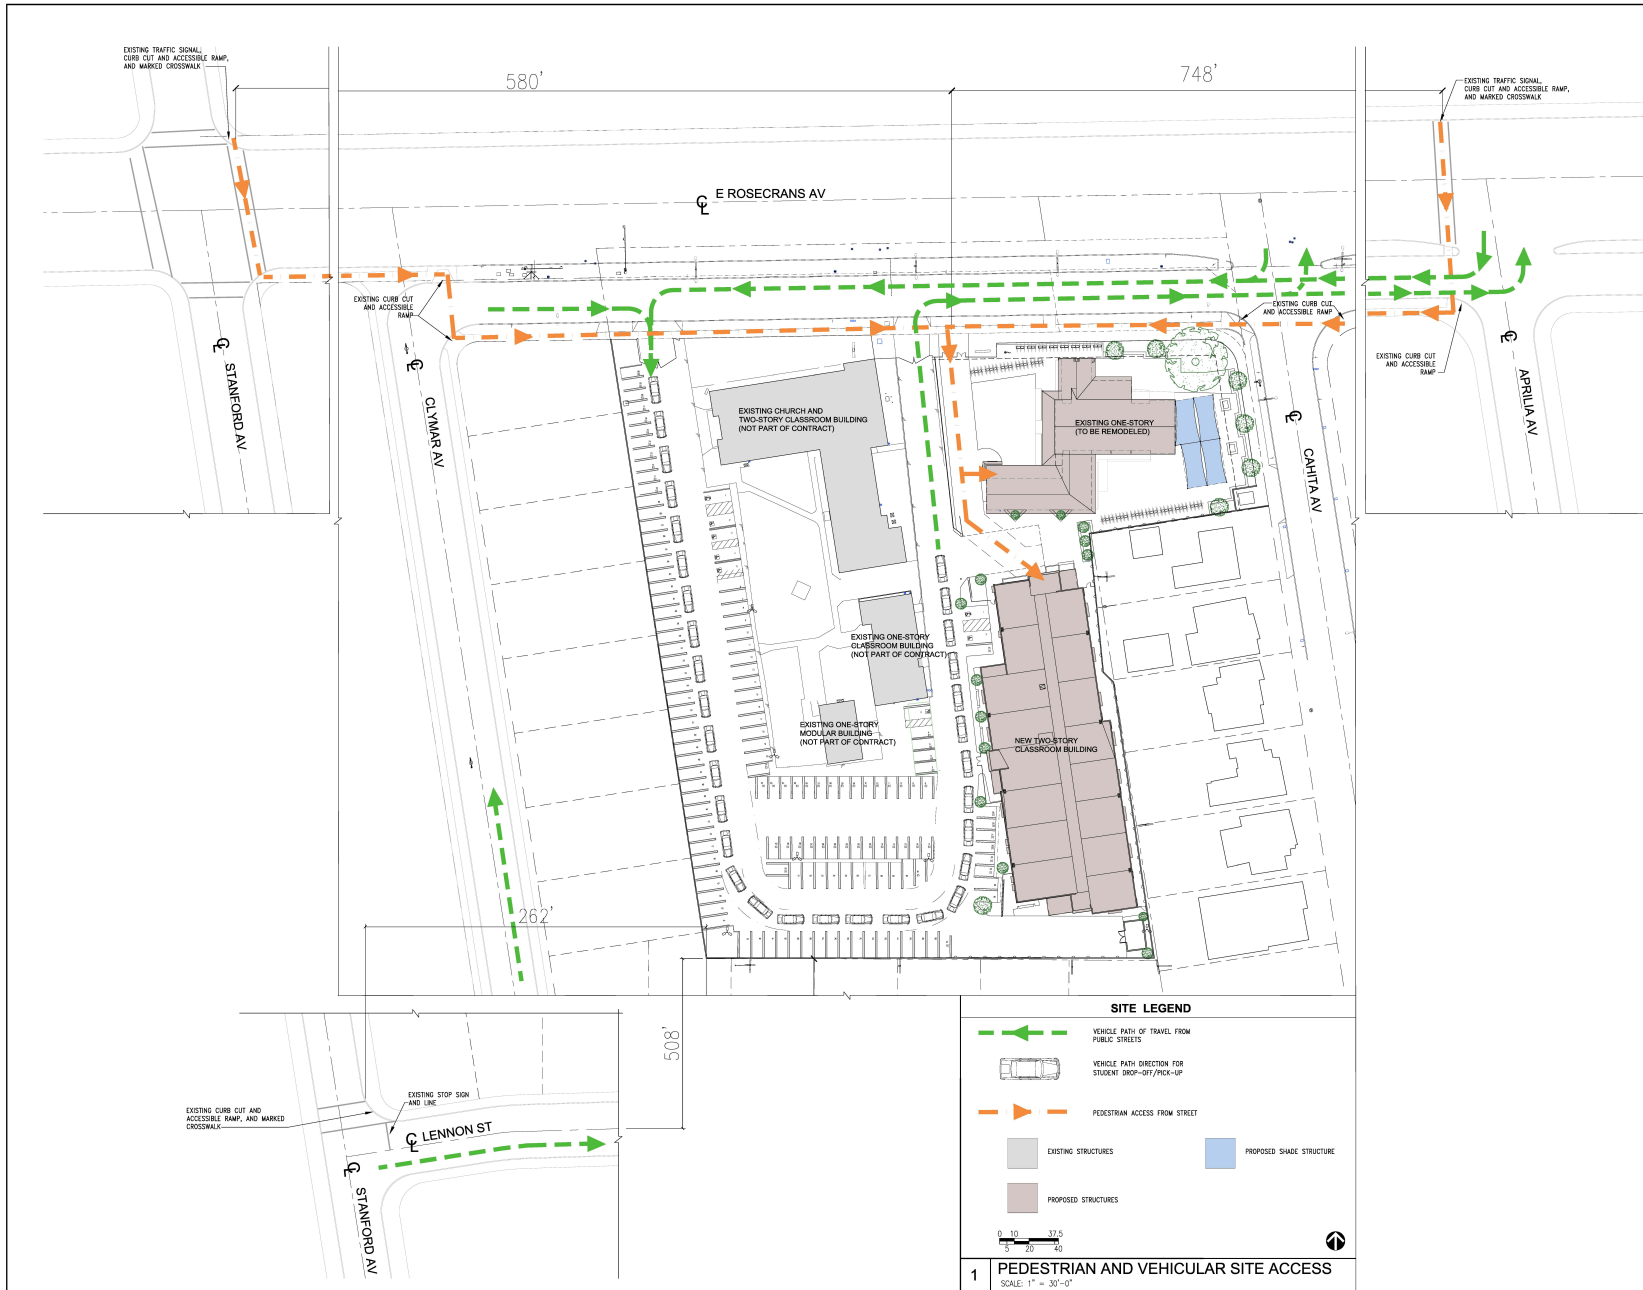 EXISTING TRAFFIC SIGNAL,
CURB CUT AND ACCESSIBLE RAMP,
AND MARKED CROSSWALK
580'
748'
EXISTING TRAFFIC SIGNAL,
CURB CUT AND ACCESSIBLE RAMP,
AND MARKED CROSSWALK
CL E ROSECRANS AV
EXISTING CURB CUT
AND ACCESSIBLE
RAMP
EXISTING CURB CUT
AND ACCESSIBLE RAMP
EXISTING CURB CUT
AND ACCESSIBLE
RAMP
CL STANFORD AV.
CL CLYMAR AV
CL CAHITA AV
CL APRILIA AV
EXISTING CHURCH AND
TWO-STORY CLASSROOM BUILDING
(NOT PART OF CONTRACT)
EXISTING ONE-STORY
(TO BE REMODELED)
EXISTING ONE-STORY
CLASSROOM BUILDING
(NOT PART OF CONTRACT)
EXISTING ONE-STORY
MODULAR BUILDING
(NOT PART OF CONTRACT)
NEW TWO-STORY
CLASSROOM BUILDING
262'
508'
EXISTING CURB CUT AND
ACCESSIBLE RAMP, AND MARKED
CROSSWALK
EXISTING STOP SIGN
AND LINE
CL LENNON ST
CL STANFORD AV
SITE LEGEND
VEHICLE PATH OF TRAVEL FROM
PUBLIC STREETS
VEHICLE PATH DIRECTION FOR
STUDENT DROP-OFF/PICK-UP
PEDESTRIAN ACCESS FROM STREET
EXISTING STRUCTURES
PROPOSED SHADE STRUCTURE
PROPOSED STRUCTURES
0 10 37.5
5 20 40
1 PEDESTRIAN AND VEHICULAR SITE ACCESS
SCALE: 1" = 30'-0"